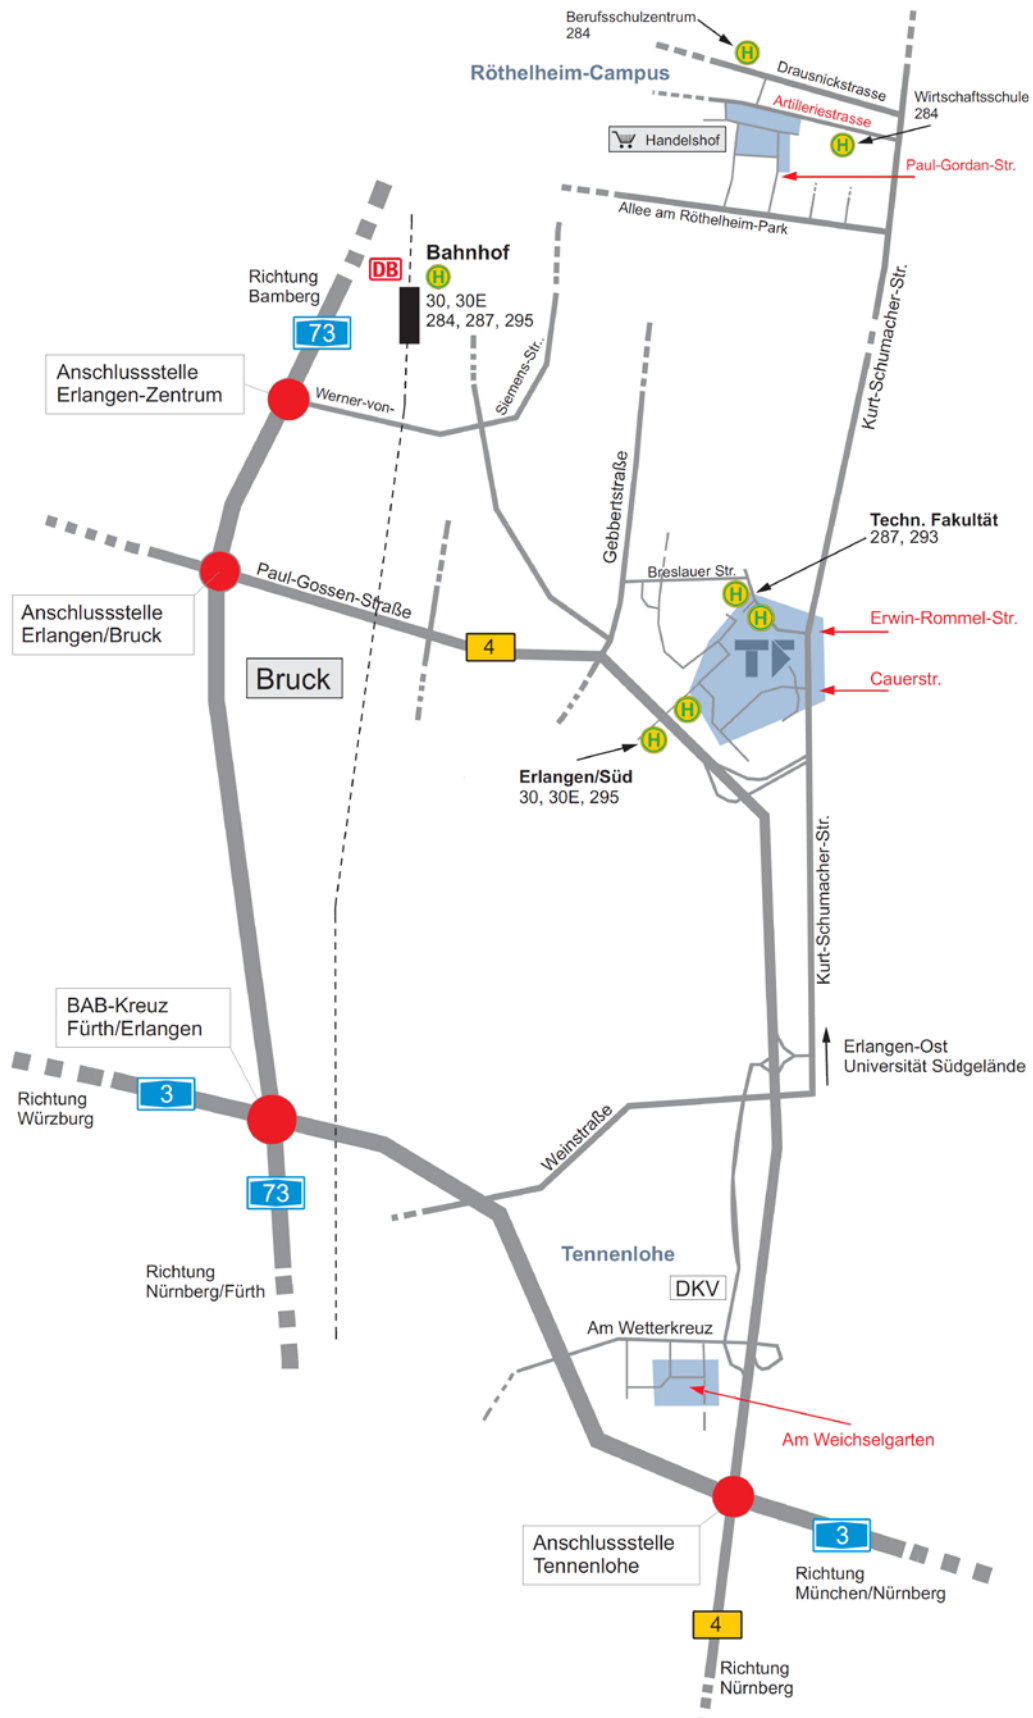 Berufsschulzentrum
284
Röthelheim-Campus
H
Drausnickstrasse
Artilleriestrasse
Wirtschaftsschule
284
H
Handelshof
Paul-Gordan-Str.
Allee am Röthelheim-Park
Richtung
Bamberg
DB
Bahnhof
H
30, 30E
284, 287, 295
73
Anschlussstelle
Erlangen-Zentrum
Werner-von-
Siemens-Str..
Kurt-Schumacher-Str.
Gebbertstraße
Techn. Fakultät
287, 293
Breslauer Str.
H
H
Paul-Gossen-Straße
Anschlussstelle
Erlangen/Bruck
Erwin-Rommel-Str.
4
TF
Bruck
Cauerstr.
H
H
Erlangen/Süd
30, 30E, 295
Kurt-Schumacher-Str.
BAB-Kreuz
Fürth/Erlangen
Erlangen-Ost
Universität Südgelände
3
Richtung
Würzburg
Weinstraße
73
Richtung
Nürnberg/Fürth
Tennenlohe
DKV
Am Wetterkreuz
Am Weichselgarten
Anschlussstelle
Tennenlohe
3
Richtung
München/Nürnberg
4
Richtung
Nürnberg